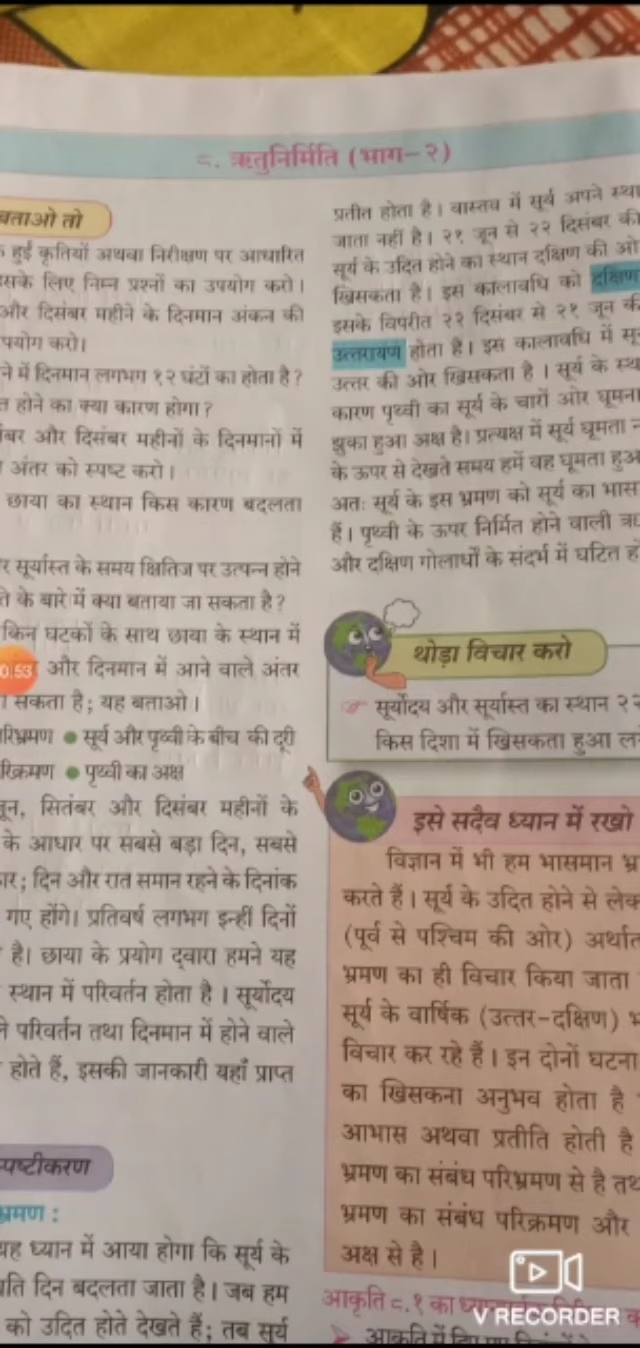 ८. ऋतुनिर्मिति (भाग-२)
बताओ तो
हुई कृतियों अथवा निरीक्षण पर आधारित
इसके लिए निम्न प्रश्नों का उपयोग करो।
और दिसंबर महीने के दिनमान अंकन की
पयोग करो।
ने में दिनमान लगभग १२ घंटों का होता है?
त होने का क्या कारण होगा?
ंबर और दिसंबर महीनों के दिनमानों में
अंतर को स्पष्ट करो।
छाया का स्थान किस कारण बदलता
र सूर्यास्त के समय क्षितिज पर उत्पन्न होने
ते के बारे में क्या बताया जा सकता है?
किन घटकों के साथ छाया के स्थान में
0:53 और दिनमान में आने वाले अंतर
सकता है; यह बताओ।
रिभ्रमण ● सूर्य और पृथ्वी के बीच की दूरी
रिक्रमण ● पृथ्वी का अक्ष
जून, सितंबर और दिसंबर महीनों के
के आधार पर सबसे बड़ा दिन, सबसे
ार; दिन और रात समान रहने के दिनांक
गए होंगे। प्रतिवर्ष लगभग इन्हीं दिनों
है। छाया के प्रयोग द्वारा हमने यह
स्थान में परिवर्तन होता है। सूर्योदय
ने परिवर्तन तथा दिनमान में होने वाले
होते हैं, इसकी जानकारी यहाँ प्राप्त
स्पष्टीकरण
भ्रमण :
यह ध्यान में आया होगा कि सूर्य के
प्रति दिन बदलता जाता है। जब हम
को उदित होते देखते हैं; तब सूर्य
प्रतीत होता है। वास्तव में सूर्य अपने स्था
जाता नहीं है। २१ जून से २२ दिसंबर की
सूर्य के उदित होने का स्थान दक्षिण की ओ
खिसकता है। इस कालावधि को दक्षिण
इसके विपरीत २२ दिसंबर से २१ जून क
उत्तरायण होता है। इस कालावधि में सू
उत्तर की ओर खिसकता है। सूर्य के स्थ
कारण पृथ्वी का सूर्य के चारों ओर घूमना
झुका हुआ अक्ष है। प्रत्यक्ष में सूर्य घूमता न
के ऊपर से देखते समय हमें वह घूमता हुअ
अतः सूर्य के इस भ्रमण को सूर्य का भास
हैं। पृथ्वी के ऊपर निर्मित होने वाली ऋ
और दक्षिण गोलार्धों के संदर्भ में घटित ह
थोड़ा विचार करो
☞ सूर्योदय और सूर्यास्त का स्थान २२
किस दिशा में खिसकता हुआ ल
इसे सदैव ध्यान में रखो
विज्ञान में भी हम भासमान भ्र
करते हैं। सूर्य के उदित होने से लेक
(पूर्व से पश्चिम की ओर) अर्थात
भ्रमण का ही विचार किया जाता
सूर्य के वार्षिक (उत्तर-दक्षिण) भ
विचार कर रहे हैं। इन दोनों घटना
का खिसकना अनुभव होता है
आभास अथवा प्रतीति होती है
भ्रमण का संबंध परिभ्रमण से है तथ
भ्रमण का संबंध परिक्रमण और
अक्ष से है।
आकृति ८.१ का
➤ आकृति में
V RECORDER